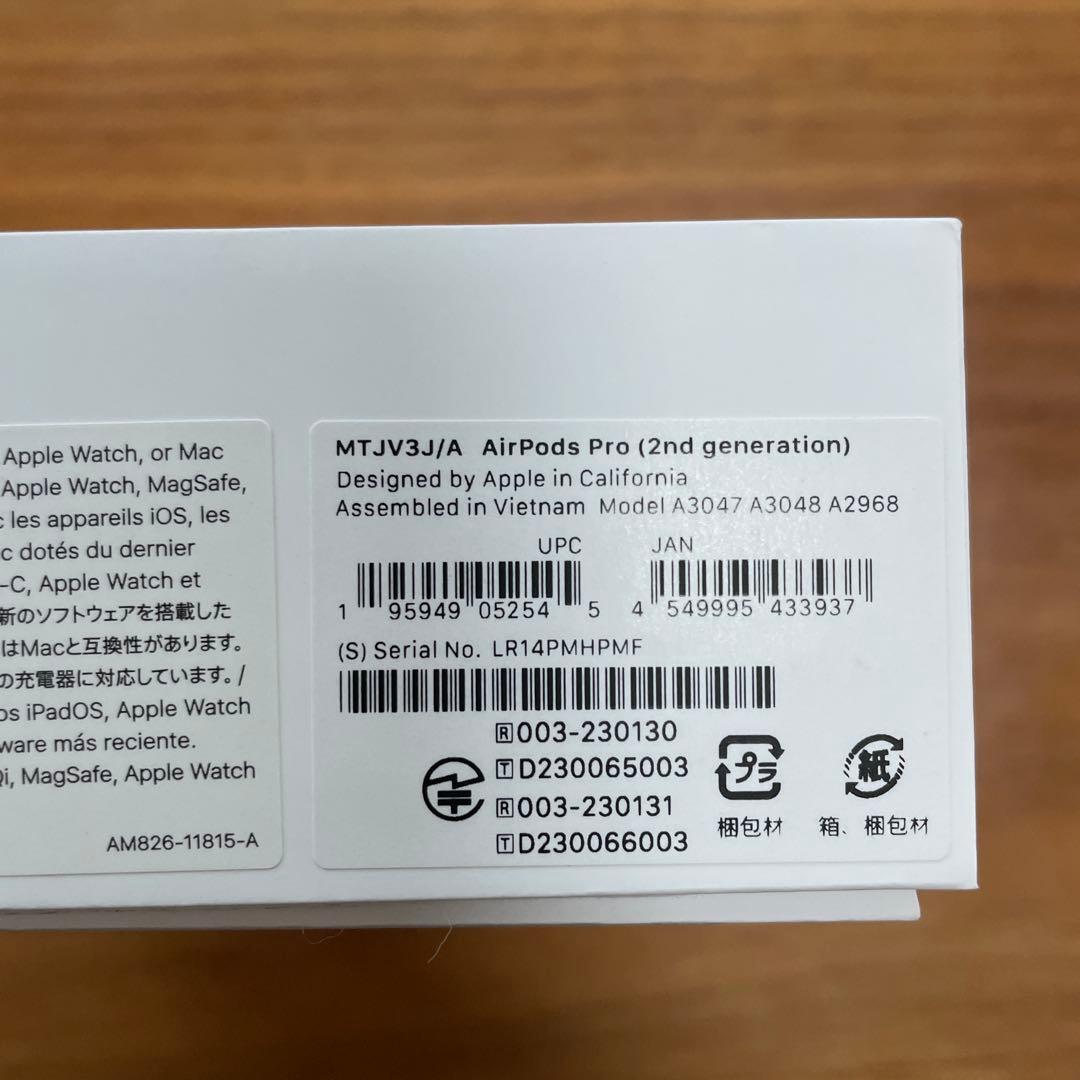 Apple Watch, or Mac
Apple Watch, MagSafe,
c les appareils iOS, les
c dotés du dernier
-C, Apple Watch et
新のソフトウェアを搭載した
はMacと互換性があります。
の充電器に対応しています。/
os iPadOS, Apple Watch
ware más reciente.
Qi, MagSafe, Apple Watch
AM826-11815-A
MTJV3J/A AirPods Pro (2nd generation)
Designed by Apple in California
Assembled in Vietnam Model A3047 A3048 A2968
UPC JAN
1 95949 05254 5 4 549995 433937
(S) Serial No. LR14PMHPMF
R 003-230130
T D230065003
R 003-230131
T D230066003
プラ
梱包材
紙
箱、梱包材